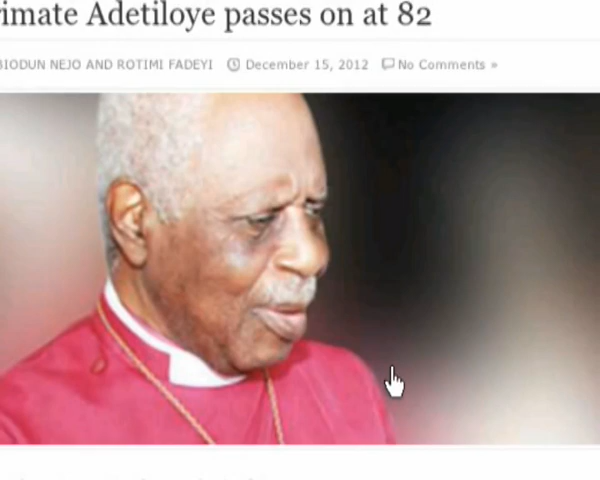 imate Adetiloye passes on at 82
BIODUN NEJO AND ROTIMI FADEYI December 15, 2012 No Comments »